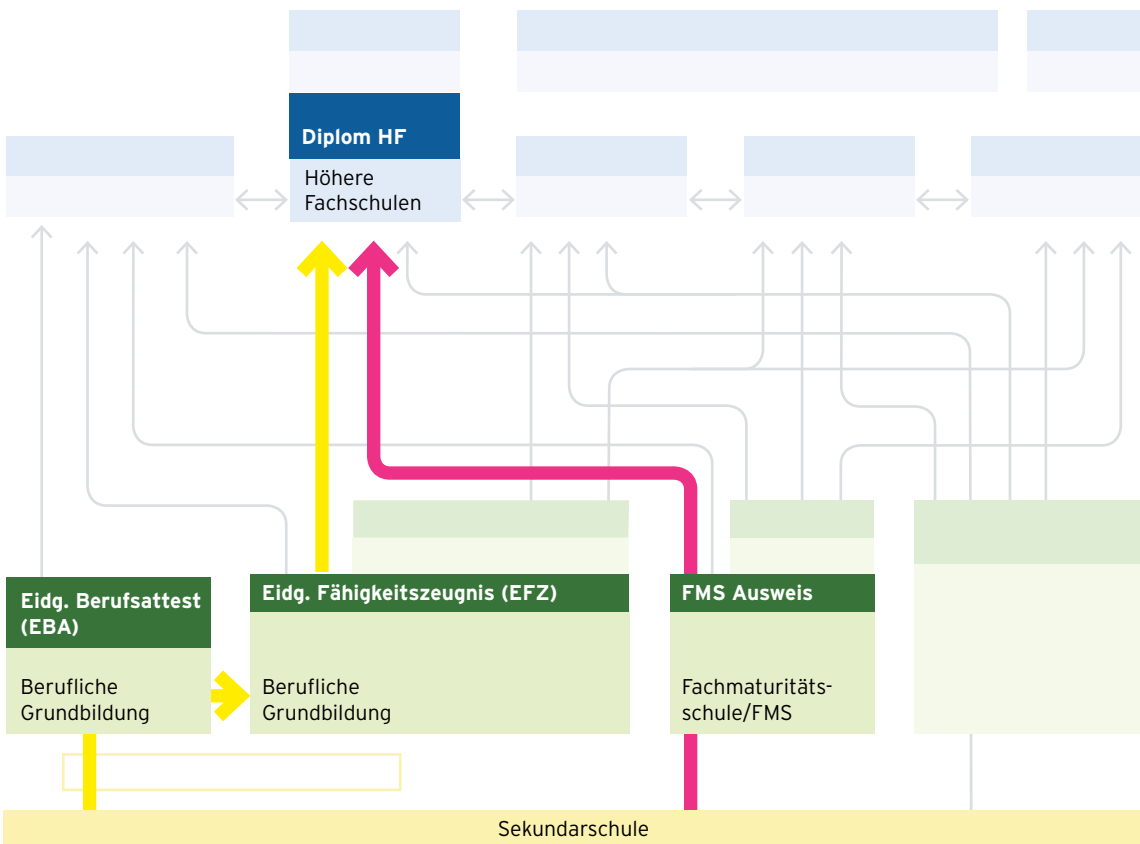 Diplom HF
Höhere
Fachschulen
Eidg. Berufsattest
(EBA)
Berufliche
Grundbildung
Eidg. Fähigkeitszeugnis (EFZ)
Berufliche
Grundbildung
FMS Ausweis
Fachmaturitäts-
schule/FMS
Sekundarschule